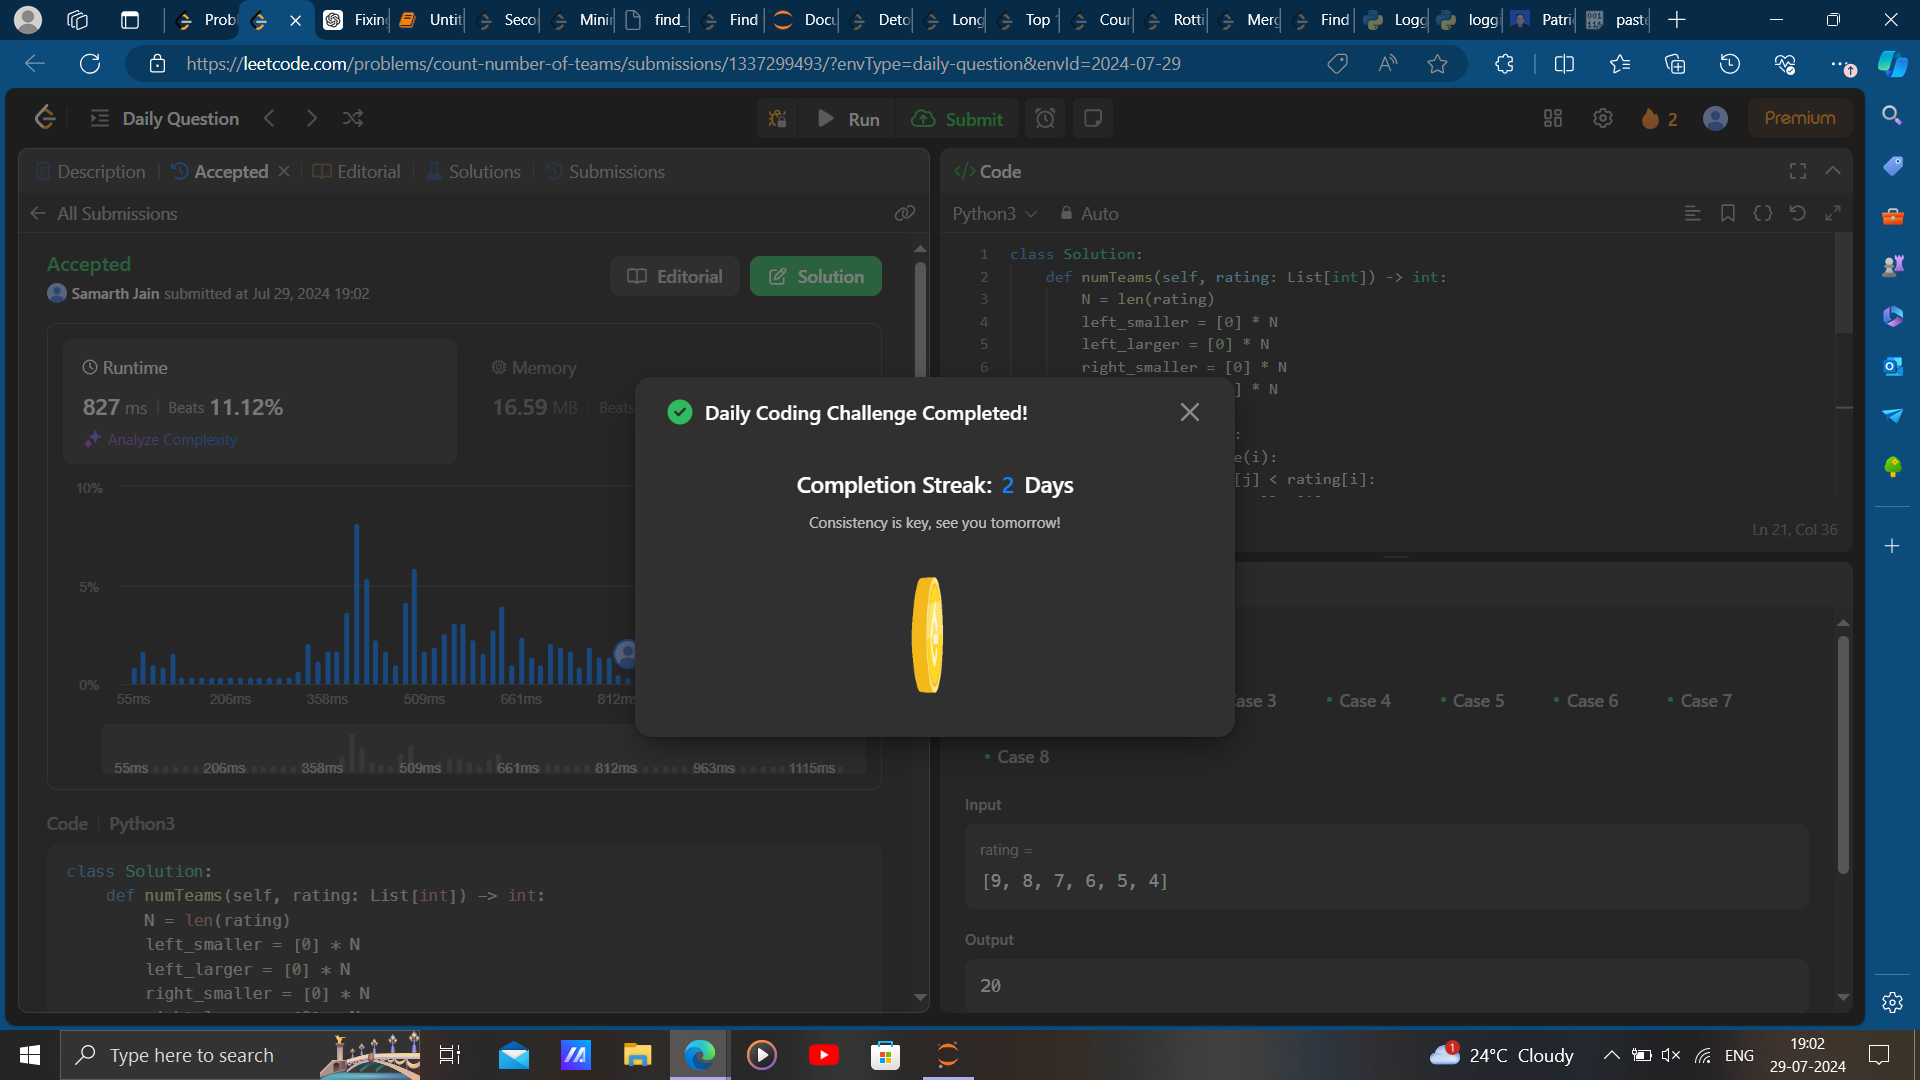 Prob
Fixin
Untit
Seco
Minin
find_
Find
Docu
Deto
Long
Top
Cour
Rotti
Merg
Find
Logg
loggi
Patri
paste
https://leetcode.com/problems/count-number-of-teams/submissions/1337299493/?envType=daily-question&envId=2024-07-29
Daily Question
Run
Submit
2
Premium
Description
Accepted
Editorial
Solutions
Submissions
All Submissions
Accepted
Samarth Jain submitted at Jul 29, 2024 19:02
Editorial
Solution
Runtime
827 ms | Beats 11.12%
Analyze Complexity
Memory
16.59 MB | Beats
10%
5%
0%
55ms 206ms 358ms 509ms 661ms 812ms
55ms 206ms 358ms 509ms 661ms 812ms 963ms 1115ms
Code | Python3
class Solution:
def numTeams(self, rating: List[int]) -> int:
N = len(rating)
left_smaller = [0] * N
left_larger = [0] * N
right_smaller = [0] * N
Daily Coding Challenge Completed!
Completion Streak: 2 Days
Consistency is key, see you tomorrow!
</> Code
Python3
Auto
1 class Solution:
2 def numTeams(self, rating: List[int]) -> int:
3 N = len(rating)
4 left_smaller = [0] * N
5 left_larger = [0] * N
6 right_smaller = [0] * N
] * N
:
e(i):
[j] < rating[i]:
Ln 21, Col 36
ase 3
Case 4
Case 5
Case 6
Case 7
Case 8
Input
rating =
[9, 8, 7, 6, 5, 4]
Output
20
Type here to search
1
24°C Cloudy
ENG
19:02
29-07-2024